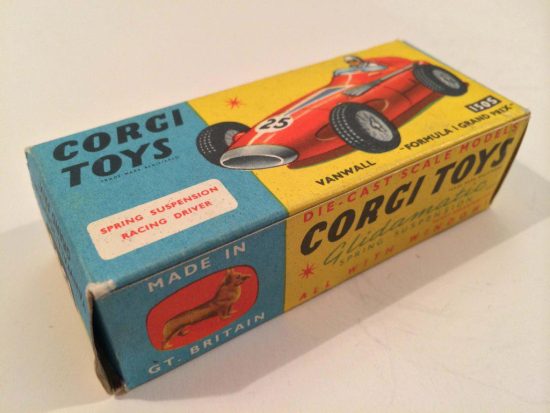 CORGI
TOYS
TRADE MARK REGISTERED
SPRING SUSPENSION
RACING DRIVER
25
VANWALL
"FORMULA 1 GRAND PRIX"
150S
MADE IN
GT. BRITAIN
DIE-CAST SCALE MODELS
CORGI TOYS
Glidamatic
SPRING SUSPENSION
ALL WITH WINDOWS